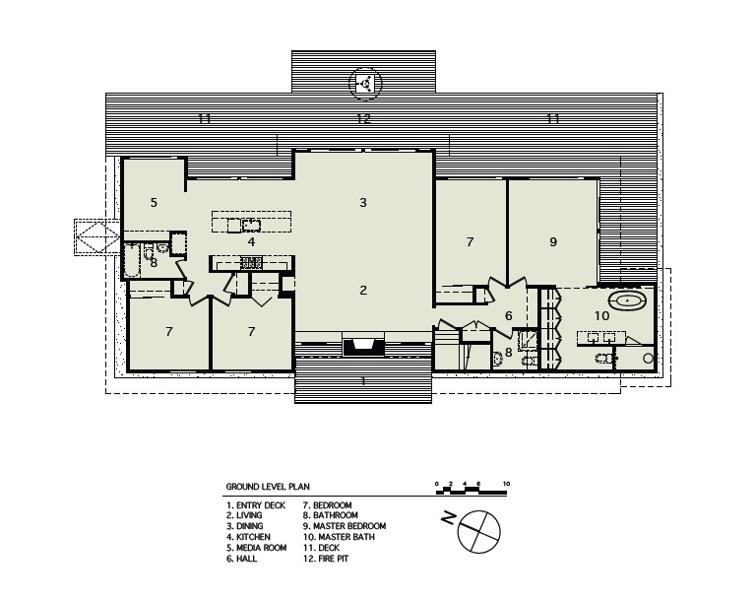 11 12 11
5 3
4 7 9
8
2
6 10
7 7
8
1
GROUND LEVEL PLAN
0 2 4 6 10
1. ENTRY DECK
2. LIVING
3. DINING
4. KITCHEN
5. MEDIA ROOM
6. HALL
7. BEDROOM
8. BATHROOM
9. MASTER BEDROOM
10. MASTER BATH
11. DECK
12. FIRE PIT
N